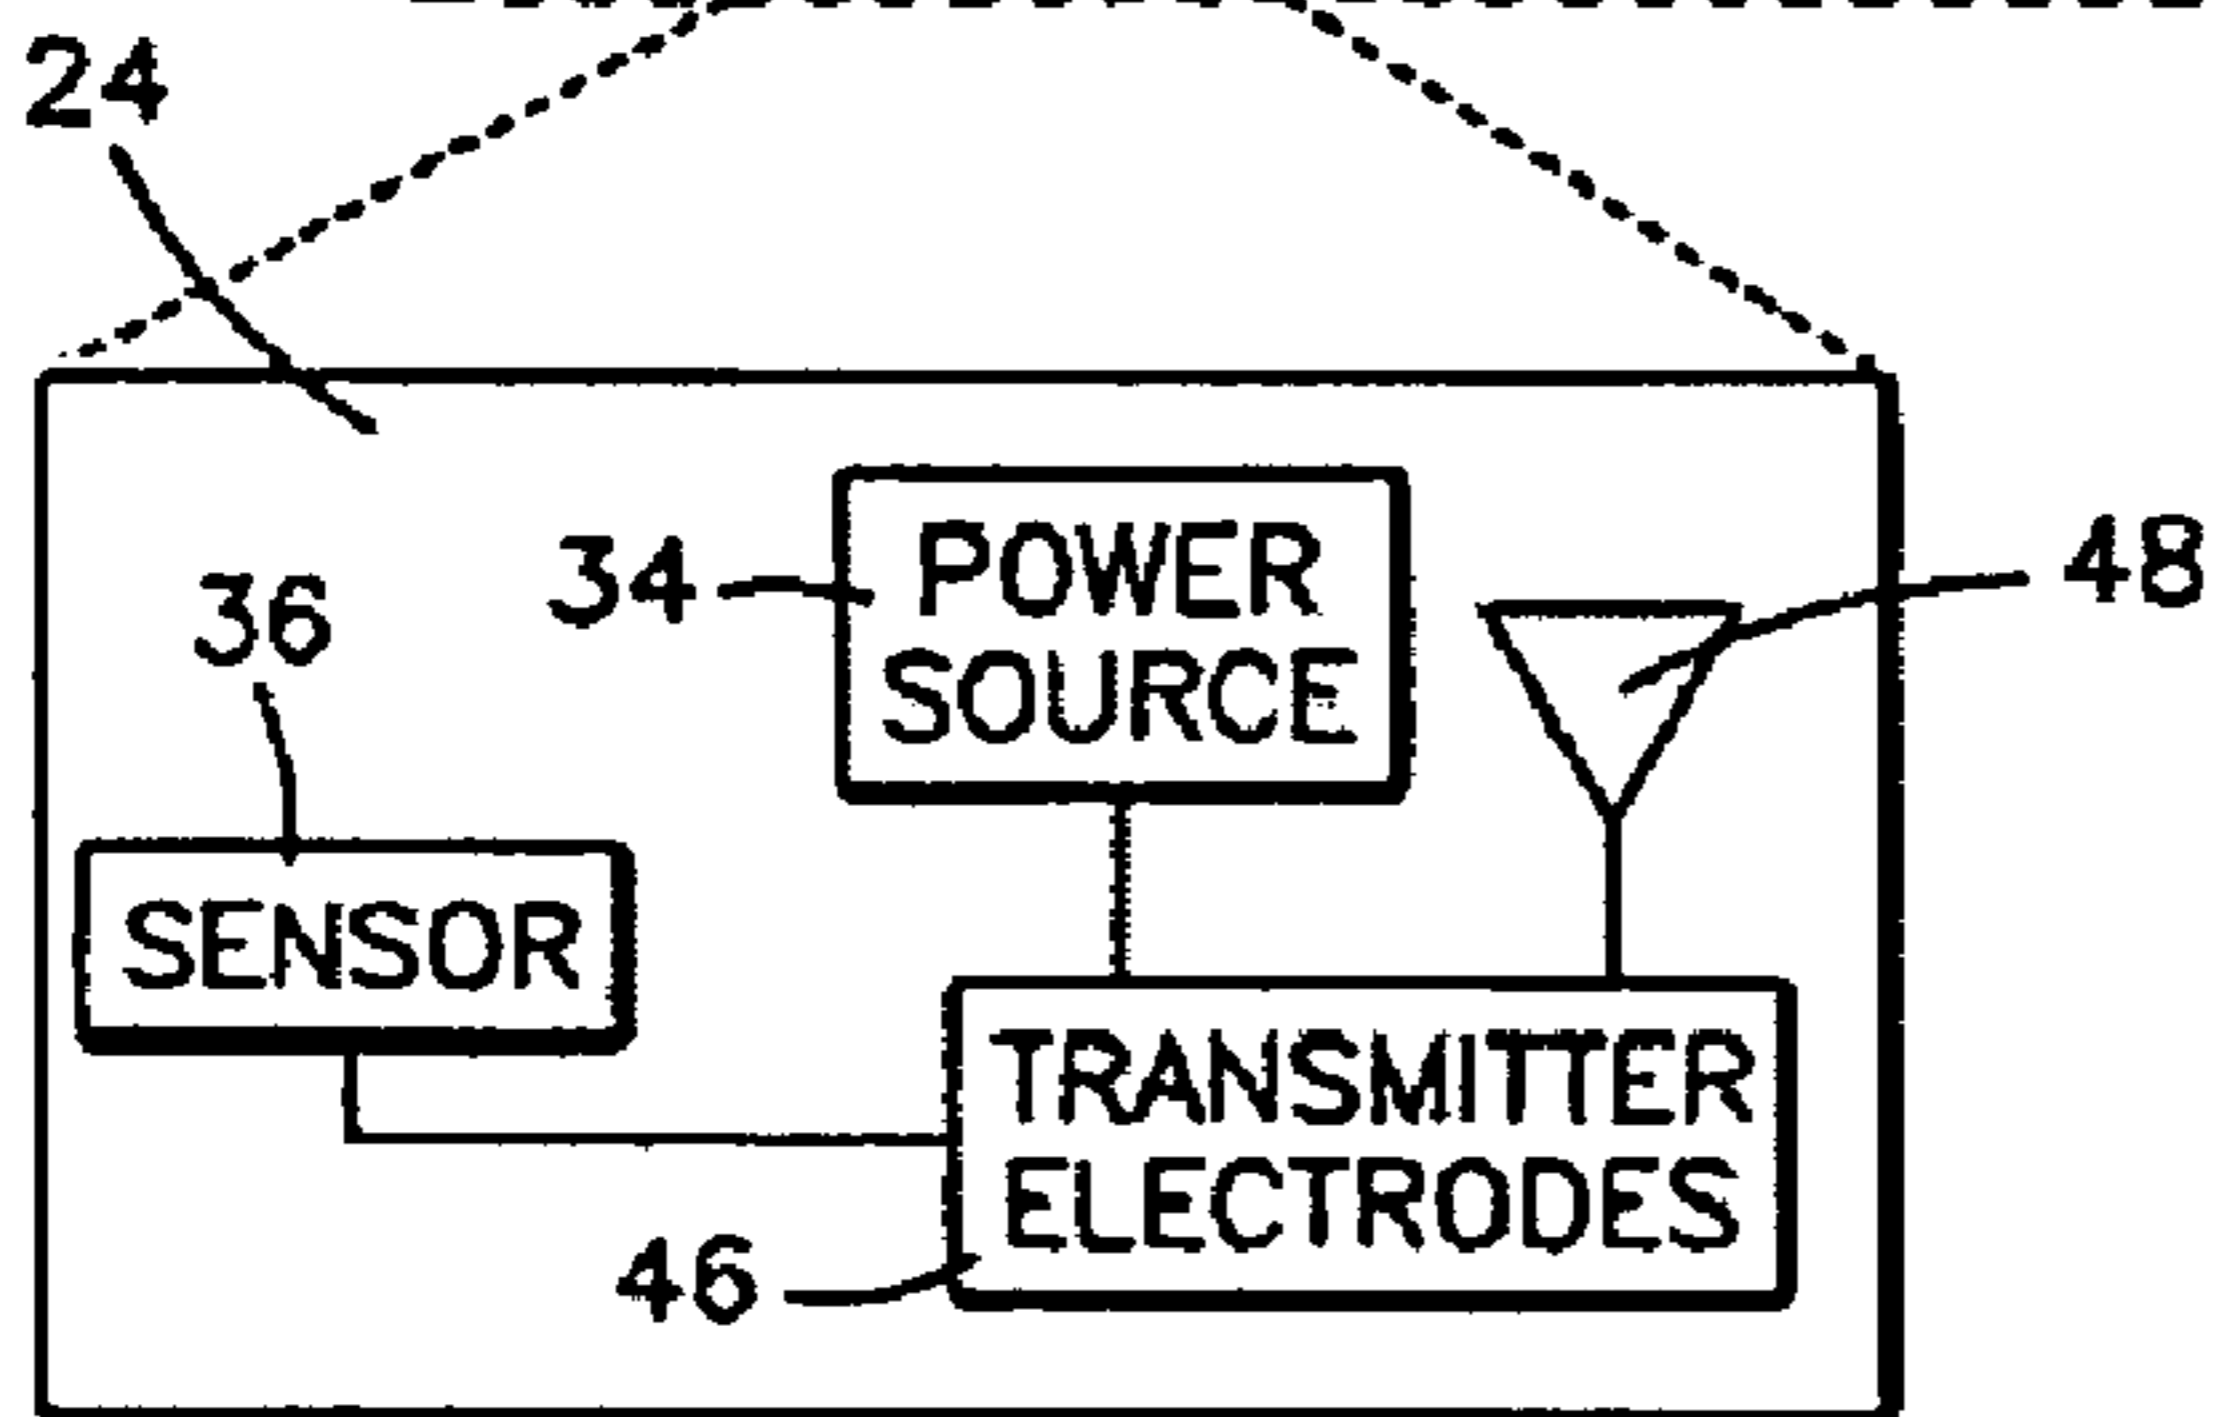 24
34
POWER
SOURCE
48
36
SENSOR
TRANSMITTER
ELECTRODES
46